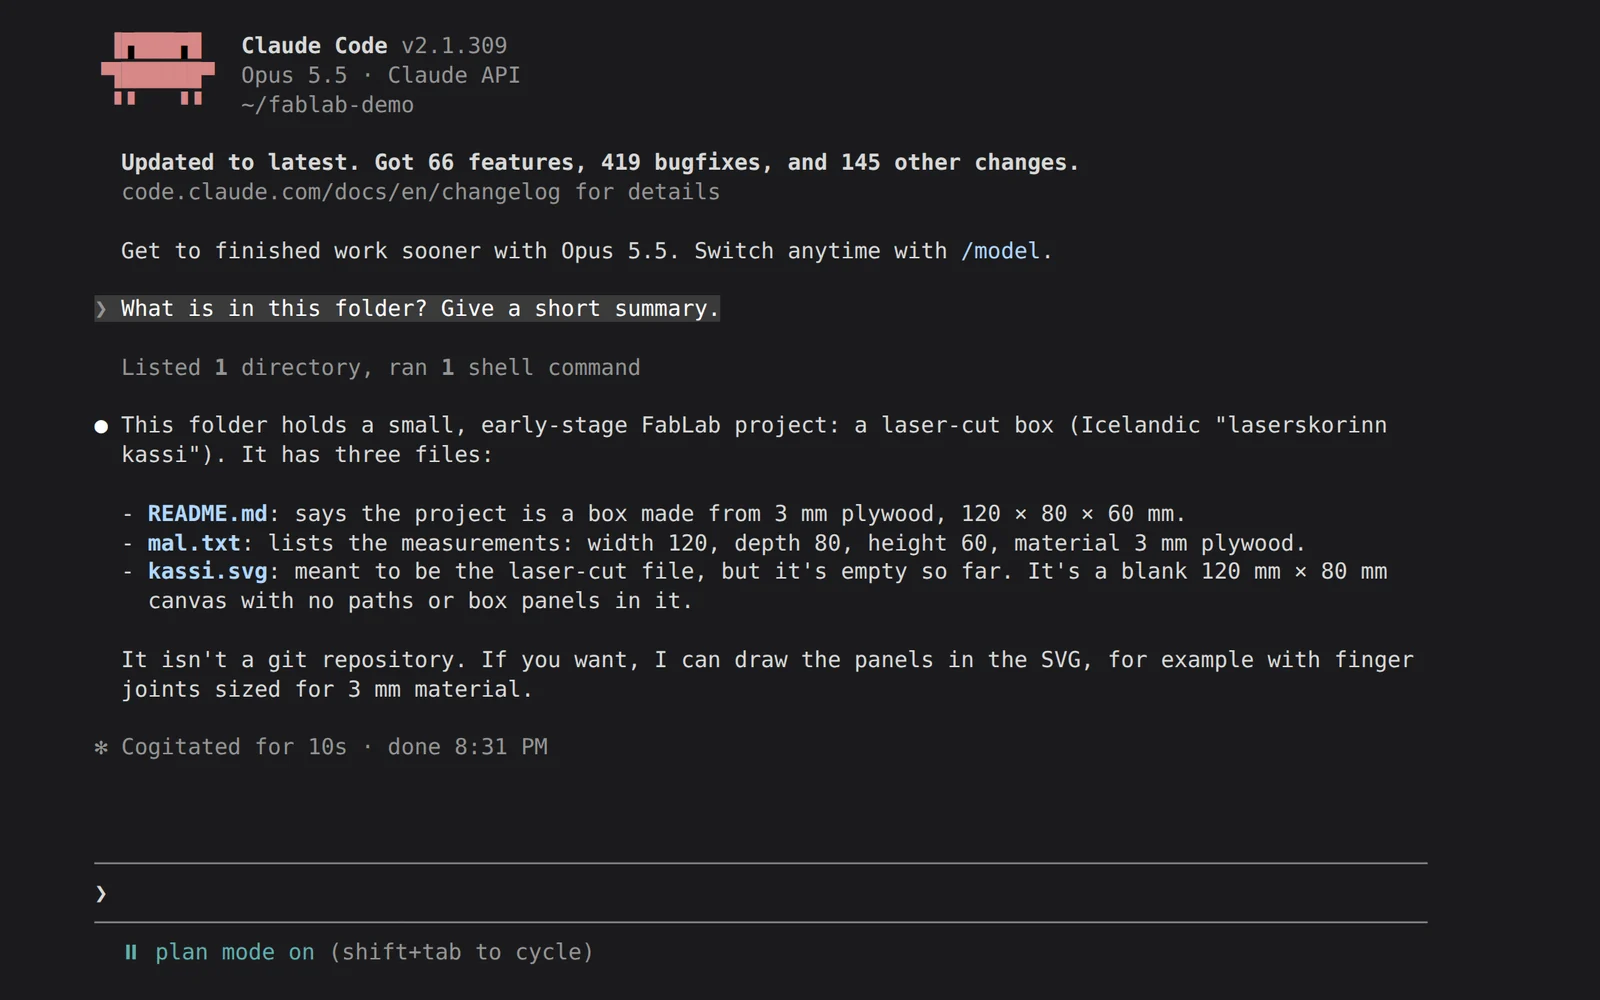 Claude Code v2.1.309
Opus 5.5 · Claude API
~/fablab-demo
Updated to latest. Got 66 features, 419 bugfixes, and 145 other changes.
code.claude.com/docs/en/changelog for details
Get to finished work sooner with Opus 5.5. Switch anytime with /model.
❯ What is in this folder? Give a short summary.
Listed 1 directory, ran 1 shell command
● This folder holds a small, early-stage FabLab project: a laser-cut box (Icelandic "laserskorinn
kassi"). It has three files:
- README.md: says the project is a box made from 3 mm plywood, 120 × 80 × 60 mm.
- mal.txt: lists the measurements: width 120, depth 80, height 60, material 3 mm plywood.
- kassi.svg: meant to be the laser-cut file, but it's empty so far. It's a blank 120 mm × 80 mm
canvas with no paths or box panels in it.
It isn't a git repository. If you want, I can draw the panels in the SVG, for example with finger
joints sized for 3 mm material.
✻ Cogitated for 10s · done 8:31 PM
❯
⏸ plan mode on (shift+tab to cycle)